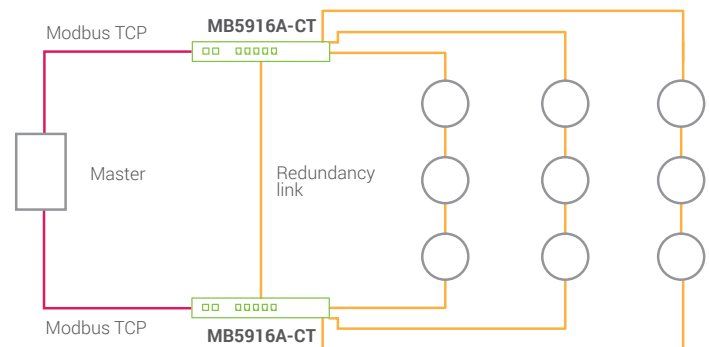 MB5916A-CT
Modbus TCP
Master
Redundancy
link
Modbus TCP
MB5916A-CT